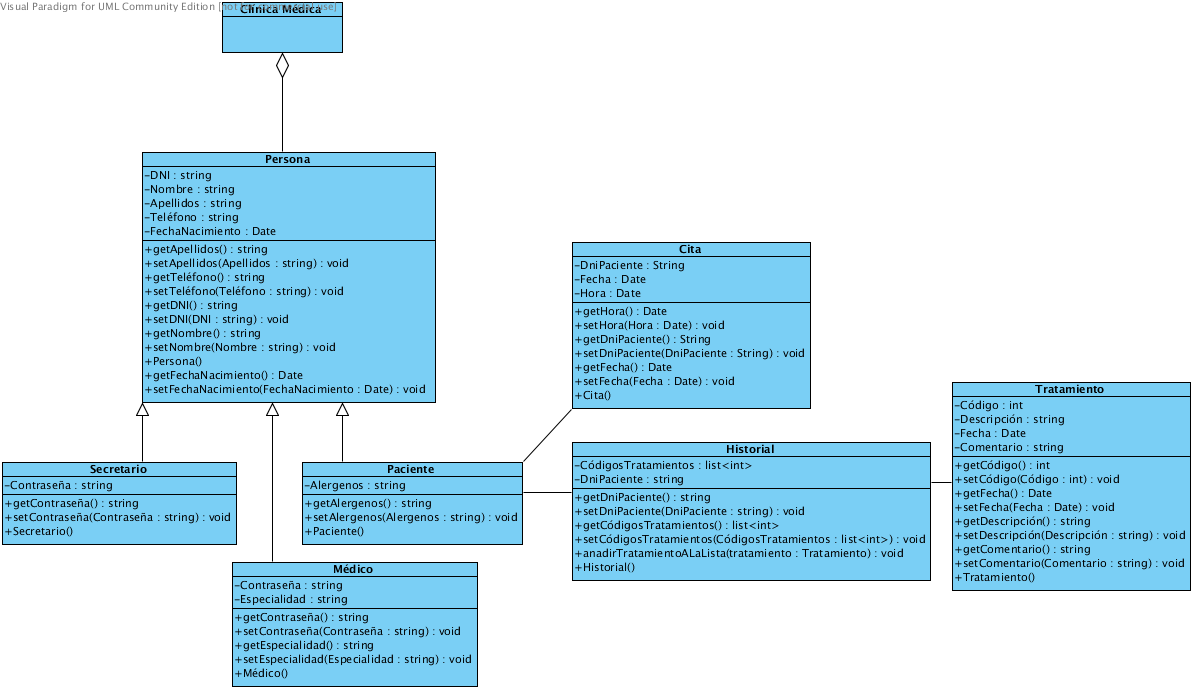 Visual Paradigm for UML Community Edition [not for commercial use]
Clínica Médica
Persona
-DNI : string
-Nombre : string
-Apellidos : string
-Teléfono : string
-FechaNacimiento : Date
+getApellidos() : string
+setApellidos(Apellidos : string) : void
+getTeléfono() : string
+setTeléfono(Teléfono : string) : void
+getDNI() : string
+setDNI(DNI : string) : void
+getNombre() : string
+setNombre(Nombre : string) : void
+Persona()
+getFechaNacimiento() : Date
+setFechaNacimiento(FechaNacimiento : Date) : void
Cita
-DniPaciente : String
-Fecha : Date
-Hora : Date
+getHora() : Date
+setHora(Hora : Date) : void
+getDniPaciente() : String
+setDniPaciente(DniPaciente : String) : void
+getFecha() : Date
+setFecha(Fecha : Date) : void
+Cita()
Tratamiento
-Código : int
-Descripción : string
-Fecha : Date
-Comentario : string
+getCódigo() : int
+setCódigo(Código : int) : void
+getFecha() : Date
+setFecha(Fecha : Date) : void
+getDescripción() : string
+setDescripción(Descripción : string) : void
+getComentario() : string
+setComentario(Comentario : string) : void
+Tratamiento()
Historial
-CódigosTratamientos : list<int>
-DniPaciente : string
+getDniPaciente() : string
+setDniPaciente(DniPaciente : string) : void
+getCódigosTratamientos() : list<int>
+setCódigosTratamientos(CódigosTratamientos : list<int>) : void
+anadirTratamientoALaLista(tratamiento : Tratamiento) : void
+Historial()
Secretario
-Contraseña : string
+getContraseña() : string
+setContraseña(Contraseña : string) : void
+Secretario()
Paciente
-Alergenos : string
+getAlergenos() : string
+setAlergenos(Alergenos : string) : void
+Paciente()
Médico
-Contraseña : string
-Especialidad : string
+getContraseña() : string
+setContraseña(Contraseña : string) : void
+getEspecialidad() : string
+setEspecialidad(Especialidad : string) : void
+Médico()